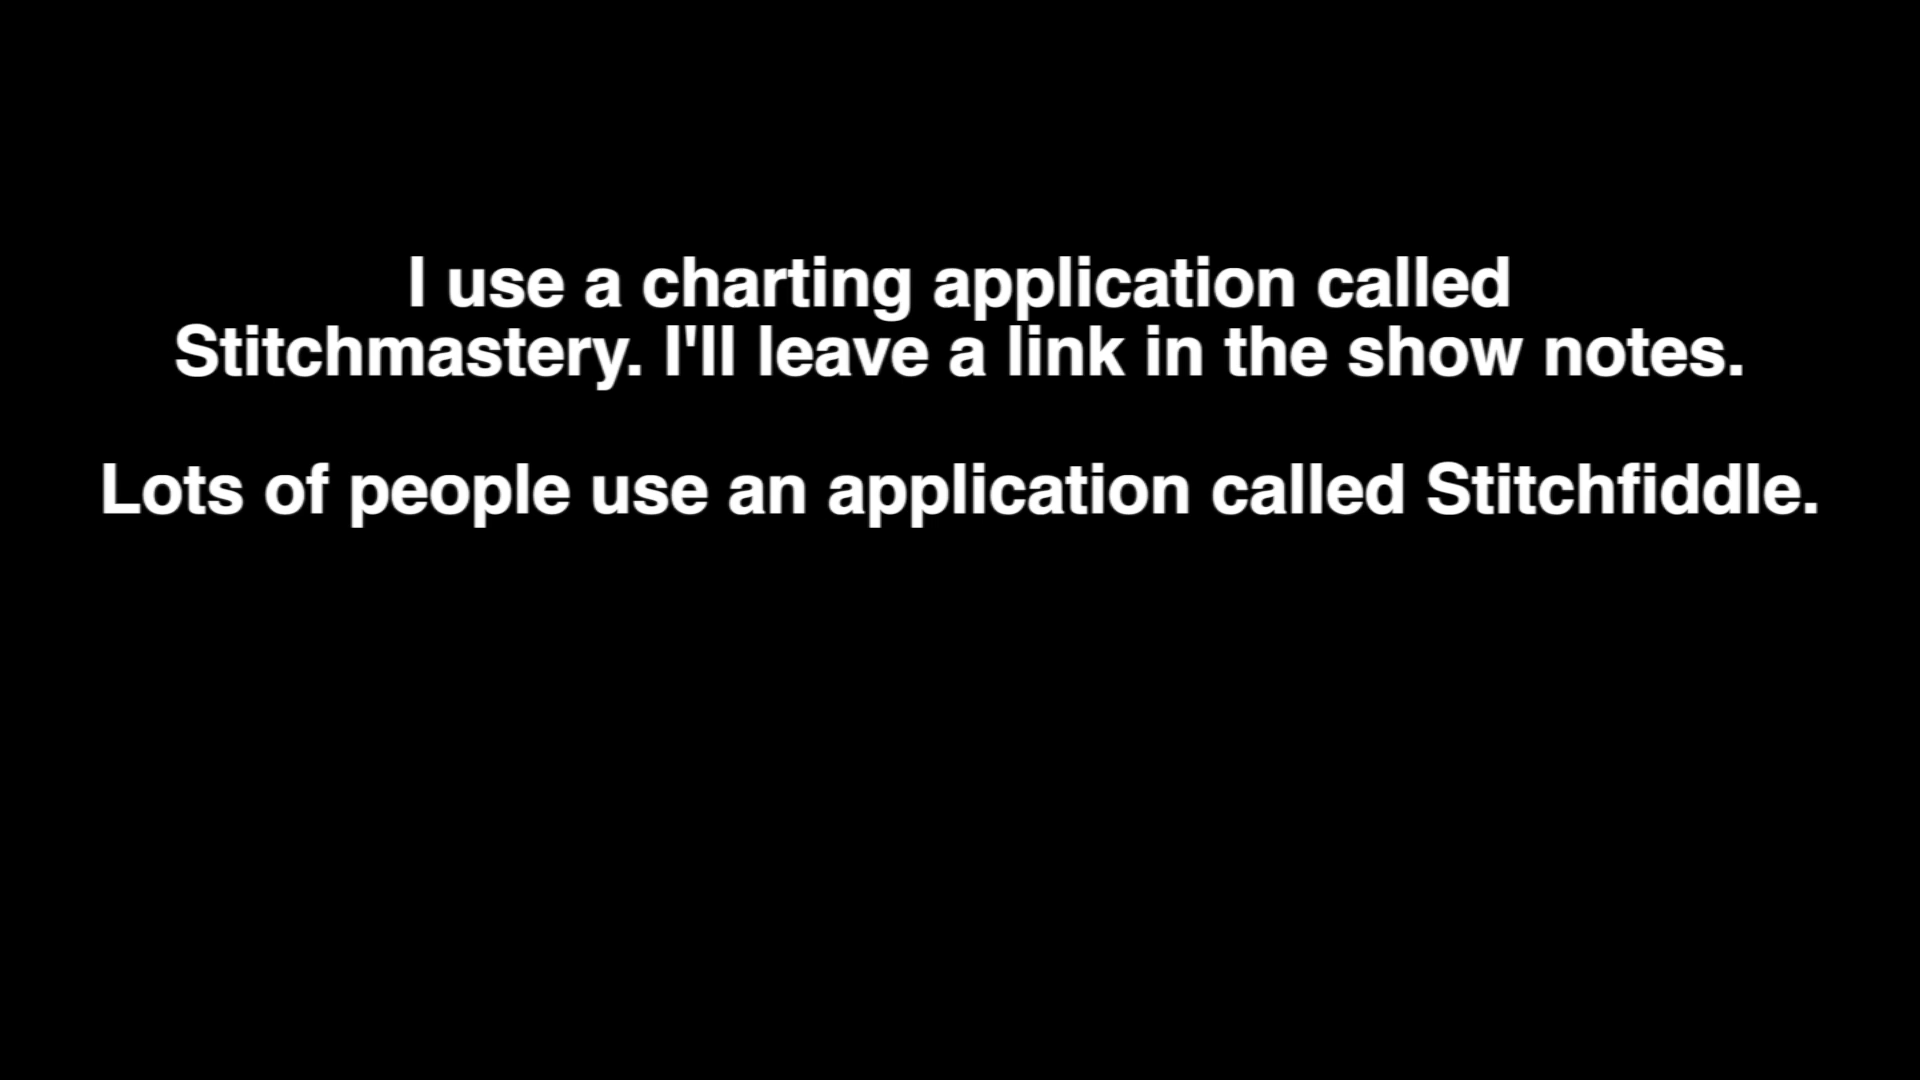 I use a charting application called
Stitchmastery. I'll leave a link in the show notes.
Lots of people use an application called Stitchfiddle.